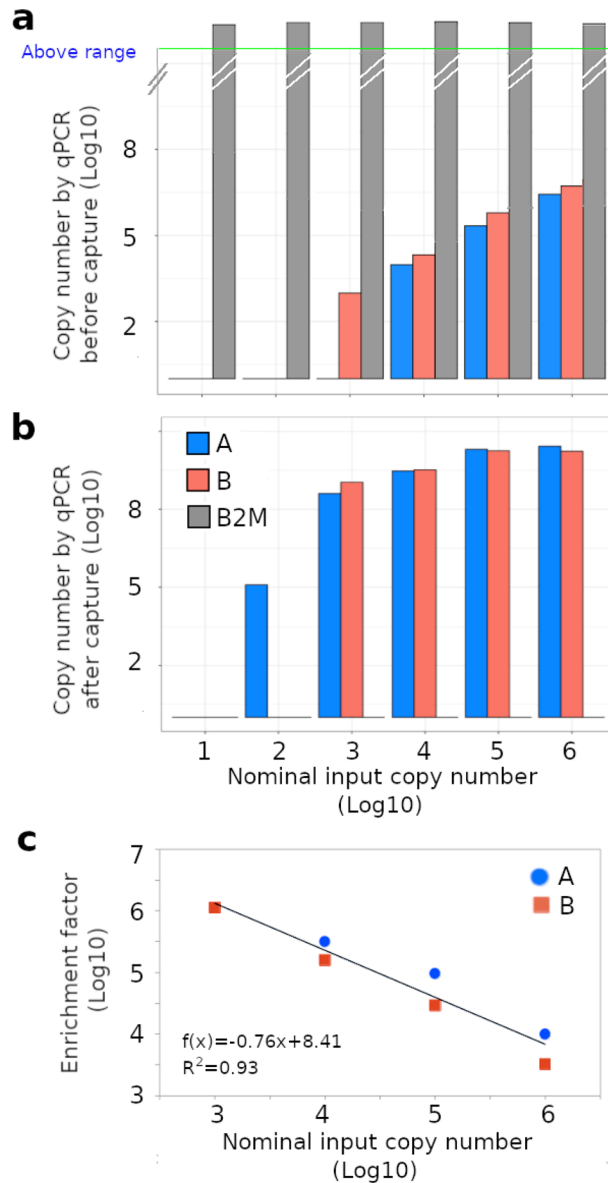 a
Above range
Copy number by qPCR
before capture (Log10)
8
5
2
b
A
B
B2M
Copy number by qPCR
after capture (Log10)
8
5
2
1 2 3 4 5 6
Nominal input copy number
(Log10)
c
Enrichment factor
(Log10)
7
6
5
4
3
A
B
f(x)=-0.76x+8.41
R²=0.93
3 4 5 6
Nominal input copy number
(Log10)